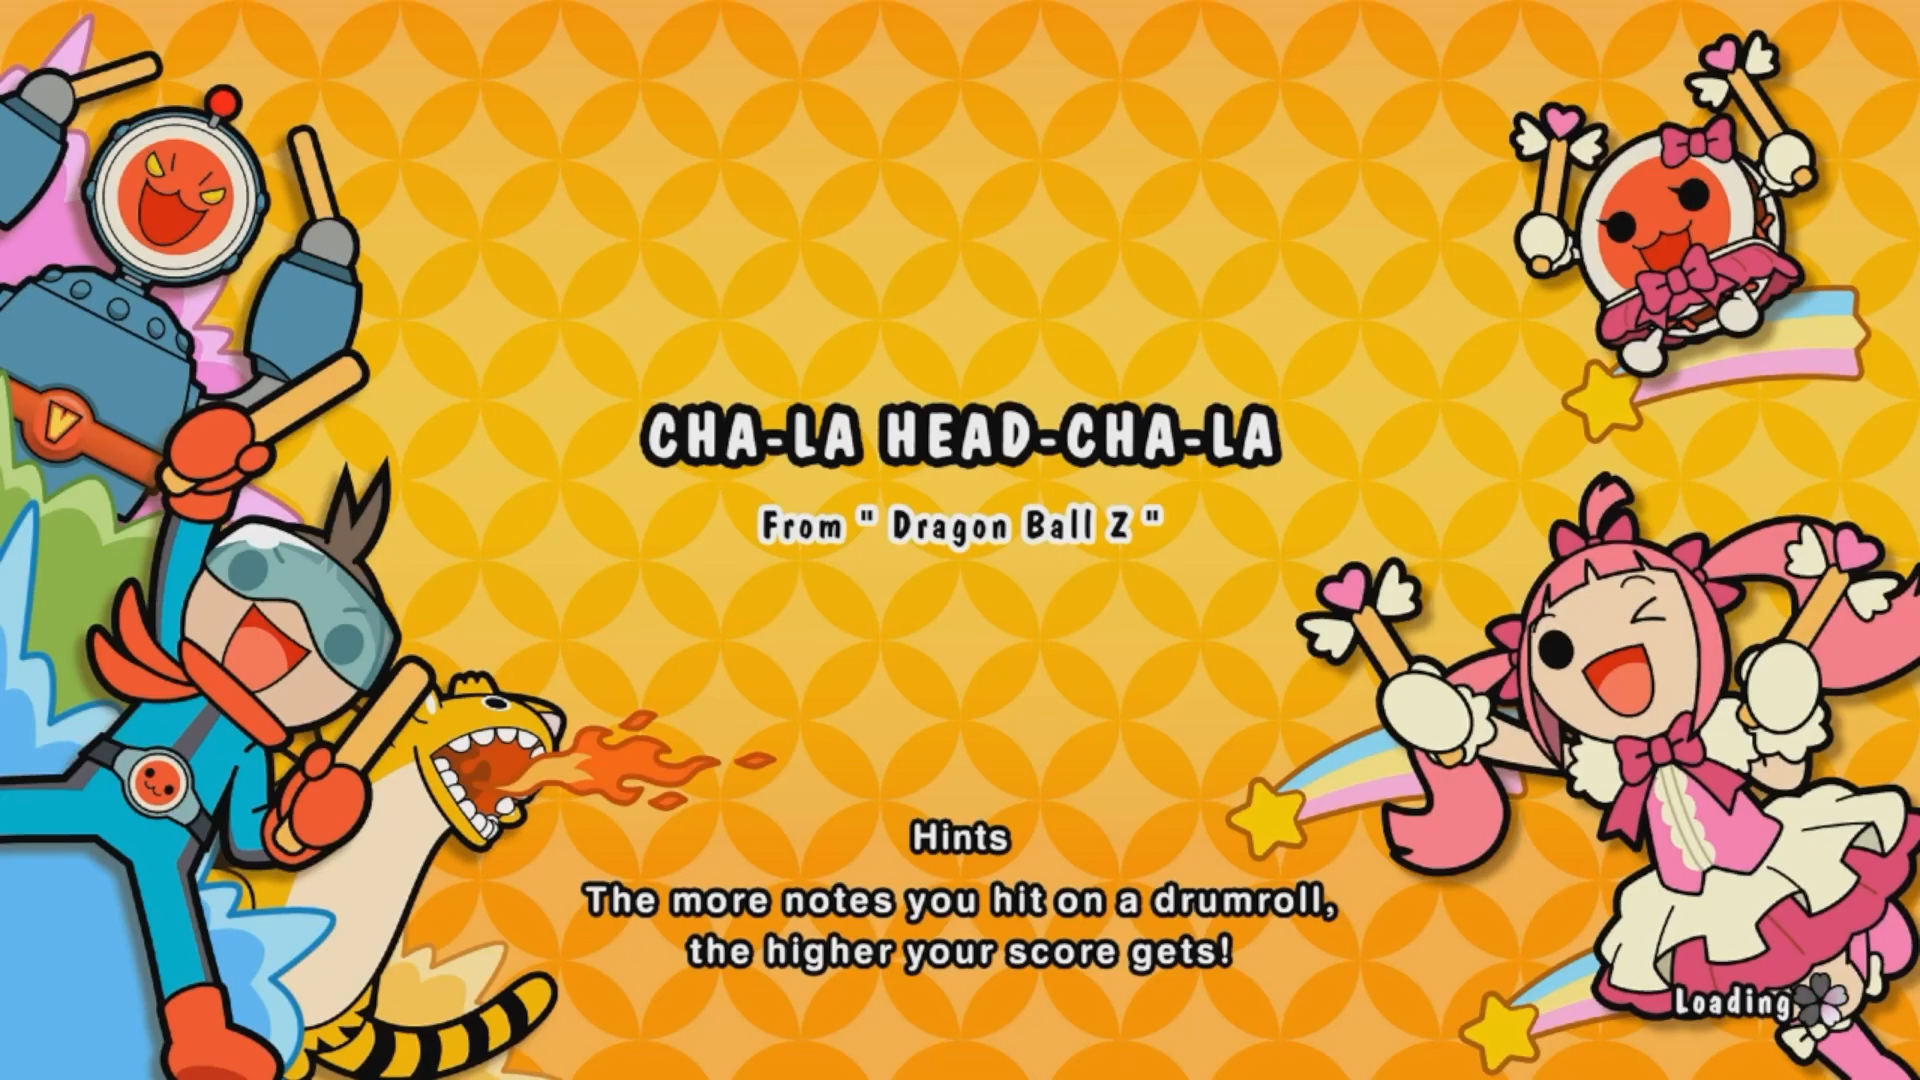 CHA-LA HEAD-CHA-LA
From " Dragon Ball Z "
V
Hints
The more notes you hit on a drumroll,
the higher your score gets!
Loading